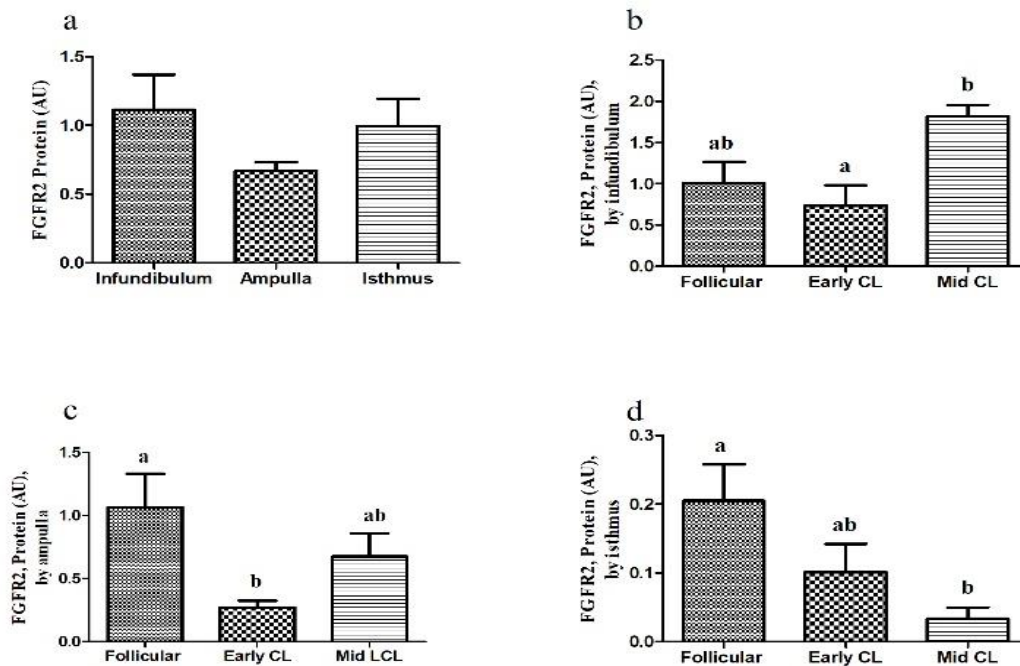 a
FGFR2 Protein (AU)
1.5
1.0
0.5
0.0
Infundibulum Ampulla Isthmus
b
FGFR2, Protein (AU),
by infundibulum
2.5
2.0
1.5
1.0
0.5
0.0
ab
a
b
Follicular Early CL Mid CL
c
FGFR2, Protein (AU),
by ampulla
1.5
1.0
0.5
0.0
a
b
ab
Follicular Early CL Mid LCL
d
FGFR2, Protein (AU),
by isthmus
0.3
0.2
0.1
0.0
a
ab
b
Follicular Early CL Mid CL